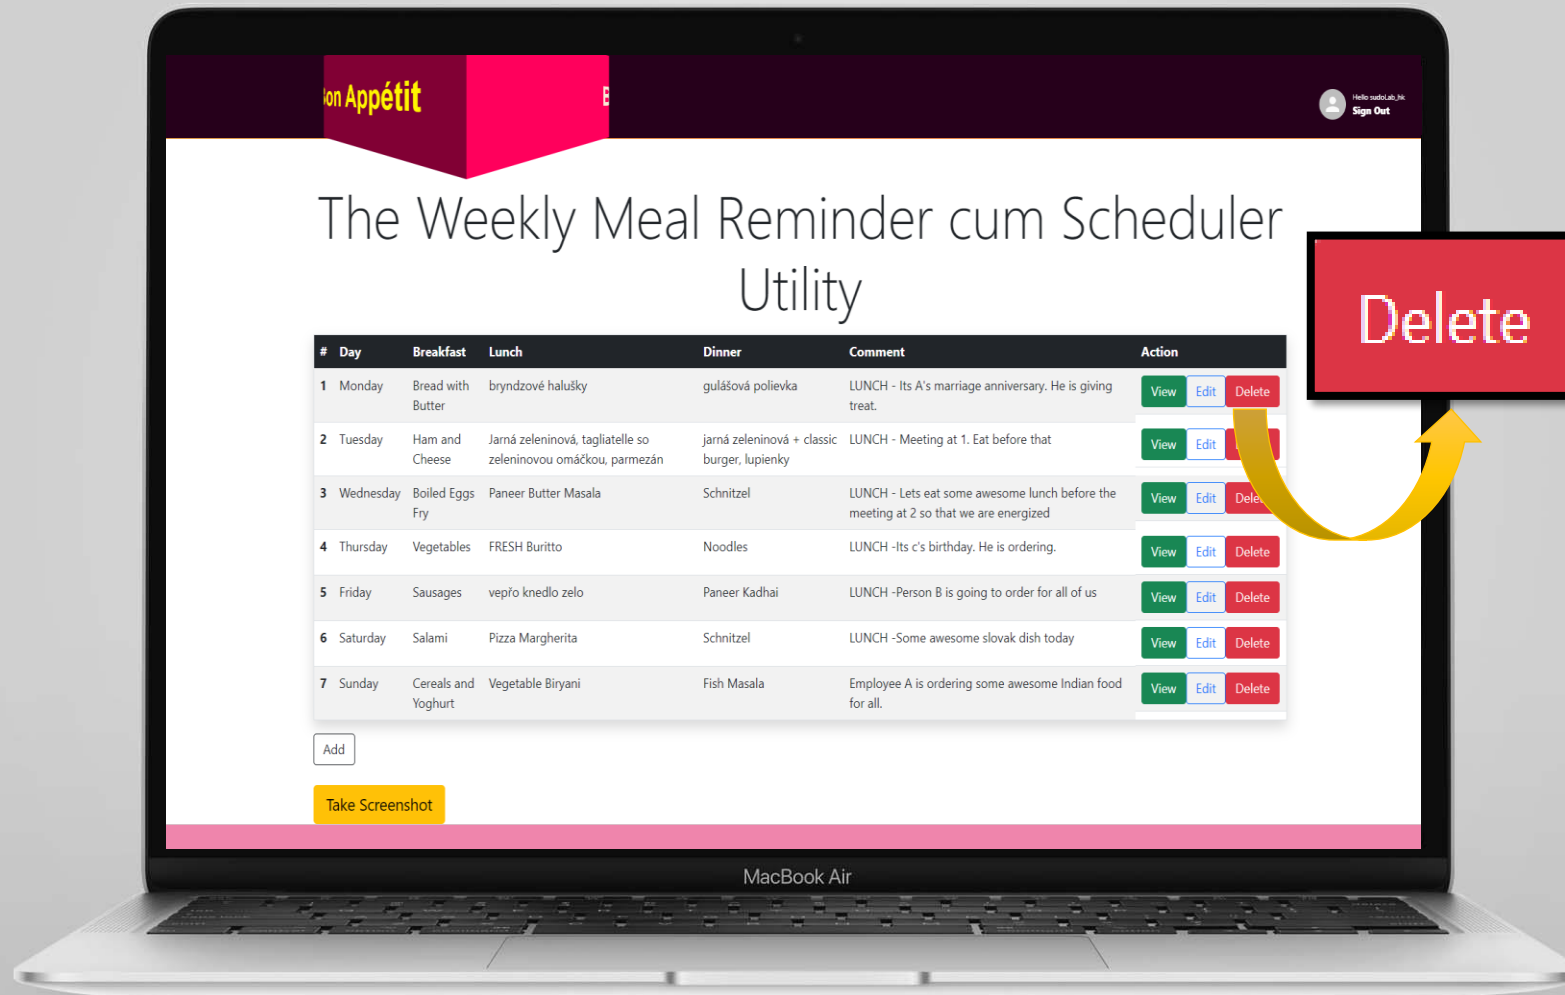 on Appétit
Hello sudoLab_hk
Sign Out
The Weekly Meal Reminder cum Scheduler
Utility
Delete
# Day Breakfast Lunch Dinner Comment Action
1 Monday Bread with Butter bryndzové halušky gulášová polievka LUNCH - Its A's marriage anniversary. He is giving treat. View Edit Delete
2 Tuesday Ham and Cheese Jarná zeleninová, tagliatelle so zeleninovou omáčkou, parmezán jarná zeleninová + classic burger, lupienky LUNCH - Meeting at 1. Eat before that View Edit
3 Wednesday Boiled Eggs Fry Paneer Butter Masala Schnitzel LUNCH - Lets eat some awesome lunch before the meeting at 2 so that we are energized View Edit Dele
4 Thursday Vegetables FRESH Buritto Noodles LUNCH -Its c's birthday. He is ordering. View Edit Delete
5 Friday Sausages vepřo knedlo zelo Paneer Kadhai LUNCH -Person B is going to order for all of us View Edit Delete
6 Saturday Salami Pizza Margherita Schnitzel LUNCH -Some awesome slovak dish today View Edit Delete
7 Sunday Cereals and Yoghurt Vegetable Biryani Fish Masala Employee A is ordering some awesome Indian food for all. View Edit Delete
Add
Take Screenshot
MacBook Air